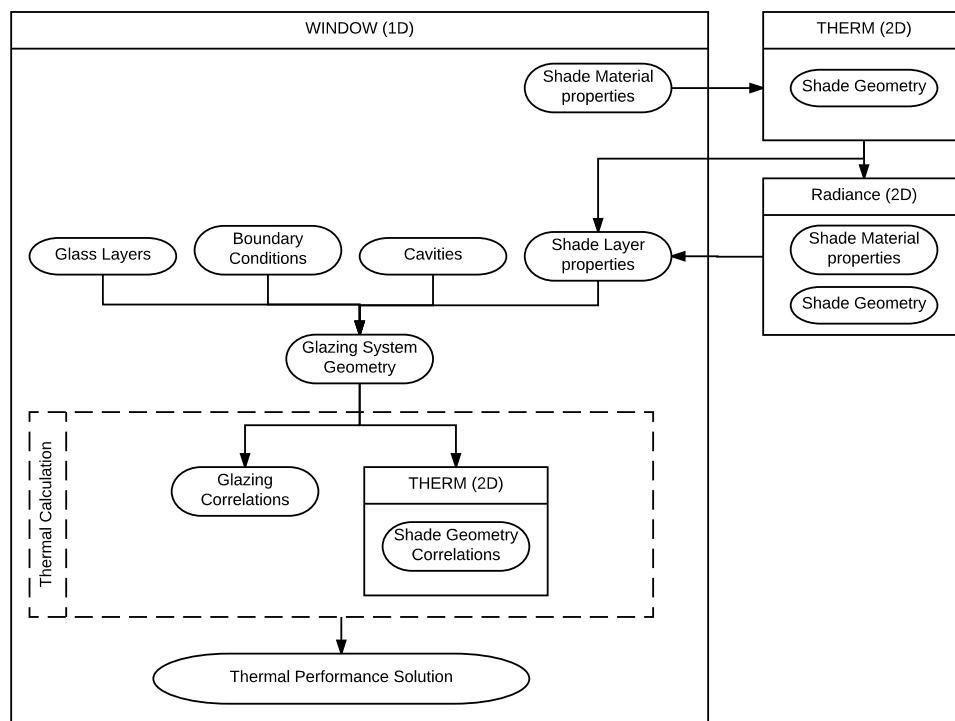 WINDOW (1D)
THERM (2D)
Shade Material
properties
Shade Geometry
Radiance (2D)
Shade Material
properties
Shade Geometry
Glass Layers
Boundary
Conditions
Cavities
Shade Layer
properties
Glazing System
Geometry
Thermal Calculation
Glazing
Correlations
THERM (2D)
Shade Geometry
Correlations
Thermal Performance Solution